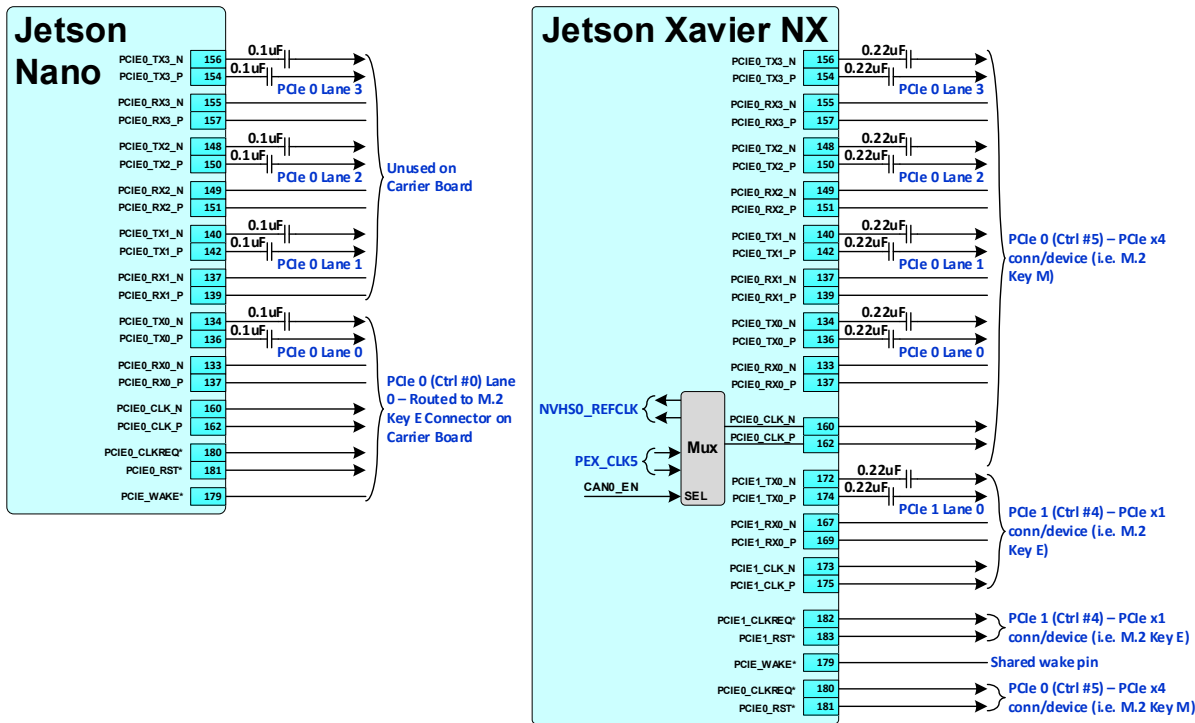 Jetson
Nano
PCIE0_TX3_N 156 0.1uF
PCIE0_TX3_P 154 0.1uF
PCIe 0 Lane 3
PCIE0_RX3_N 155
PCIE0_RX3_P 157
PCIE0_TX2_N 148 0.1uF
PCIE0_TX2_P 150 0.1uF
PCIe 0 Lane 2
PCIE0_RX2_N 149
PCIE0_RX2_P 151
PCIE0_TX1_N 140 0.1uF
PCIE0_TX1_P 142 0.1uF
PCIe 0 Lane 1
PCIE0_RX1_N 137
PCIE0_RX1_P 139
Unused on
Carrier Board
PCIE0_TX0_N 134 0.1uF
PCIE0_TX0_P 136 0.1uF
PCIe 0 Lane 0
PCIE0_RX0_N 133
PCIE0_RX0_P 137
PCIE0_CLK_N 160
PCIE0_CLK_P 162
PCIE0_CLKREQ* 180
PCIE0_RST* 181
PCIE_WAKE* 179
PCIe 0 (Ctrl #0) Lane
0 – Routed to M.2
Key E Connector on
Carrier Board
Jetson Xavier NX
PCIE0_TX3_N 156 0.22uF
PCIE0_TX3_P 154 0.22uF
PCIe 0 Lane 3
PCIE0_RX3_N 155
PCIE0_RX3_P 157
PCIE0_TX2_N 148 0.22uF
PCIE0_TX2_P 150 0.22uF
PCIe 0 Lane 2
PCIE0_RX2_N 149
PCIE0_RX2_P 151
PCIE0_TX1_N 140 0.22uF
PCIE0_TX1_P 142 0.22uF
PCIe 0 Lane 1
PCIE0_RX1_N 137
PCIE0_RX1_P 139
PCIE0_TX0_N 134 0.22uF
PCIE0_TX0_P 136 0.22uF
PCIe 0 Lane 0
PCIE0_RX0_N 133
PCIE0_RX0_P 137
NVHS0_REFCLK
PEX_CLK5
CAN0_EN
Mux
SEL
PCIE0_CLK_N 160
PCIE0_CLK_P 162
PCIe 0 (Ctrl #5) – PCIe x4
conn/device (i.e. M.2
Key M)
PCIE1_TX0_N 172 0.22uF
PCIE1_TX0_P 174 0.22uF
PCIe 1 Lane 0
PCIE1_RX0_N 167
PCIE1_RX0_P 169
PCIE1_CLK_N 173
PCIE1_CLK_P 175
PCIe 1 (Ctrl #4) – PCIe x1
conn/device (i.e. M.2
Key E)
PCIE1_CLKREQ* 182
PCIE1_RST* 183
PCIe 1 (Ctrl #4) – PCIe x1
conn/device (i.e. M.2 Key E)
PCIE_WAKE* 179
Shared wake pin
PCIE0_CLKREQ* 180
PCIE0_RST* 181
PCIe 0 (Ctrl #5) – PCIe x4
conn/device (i.e. M.2 Key M)